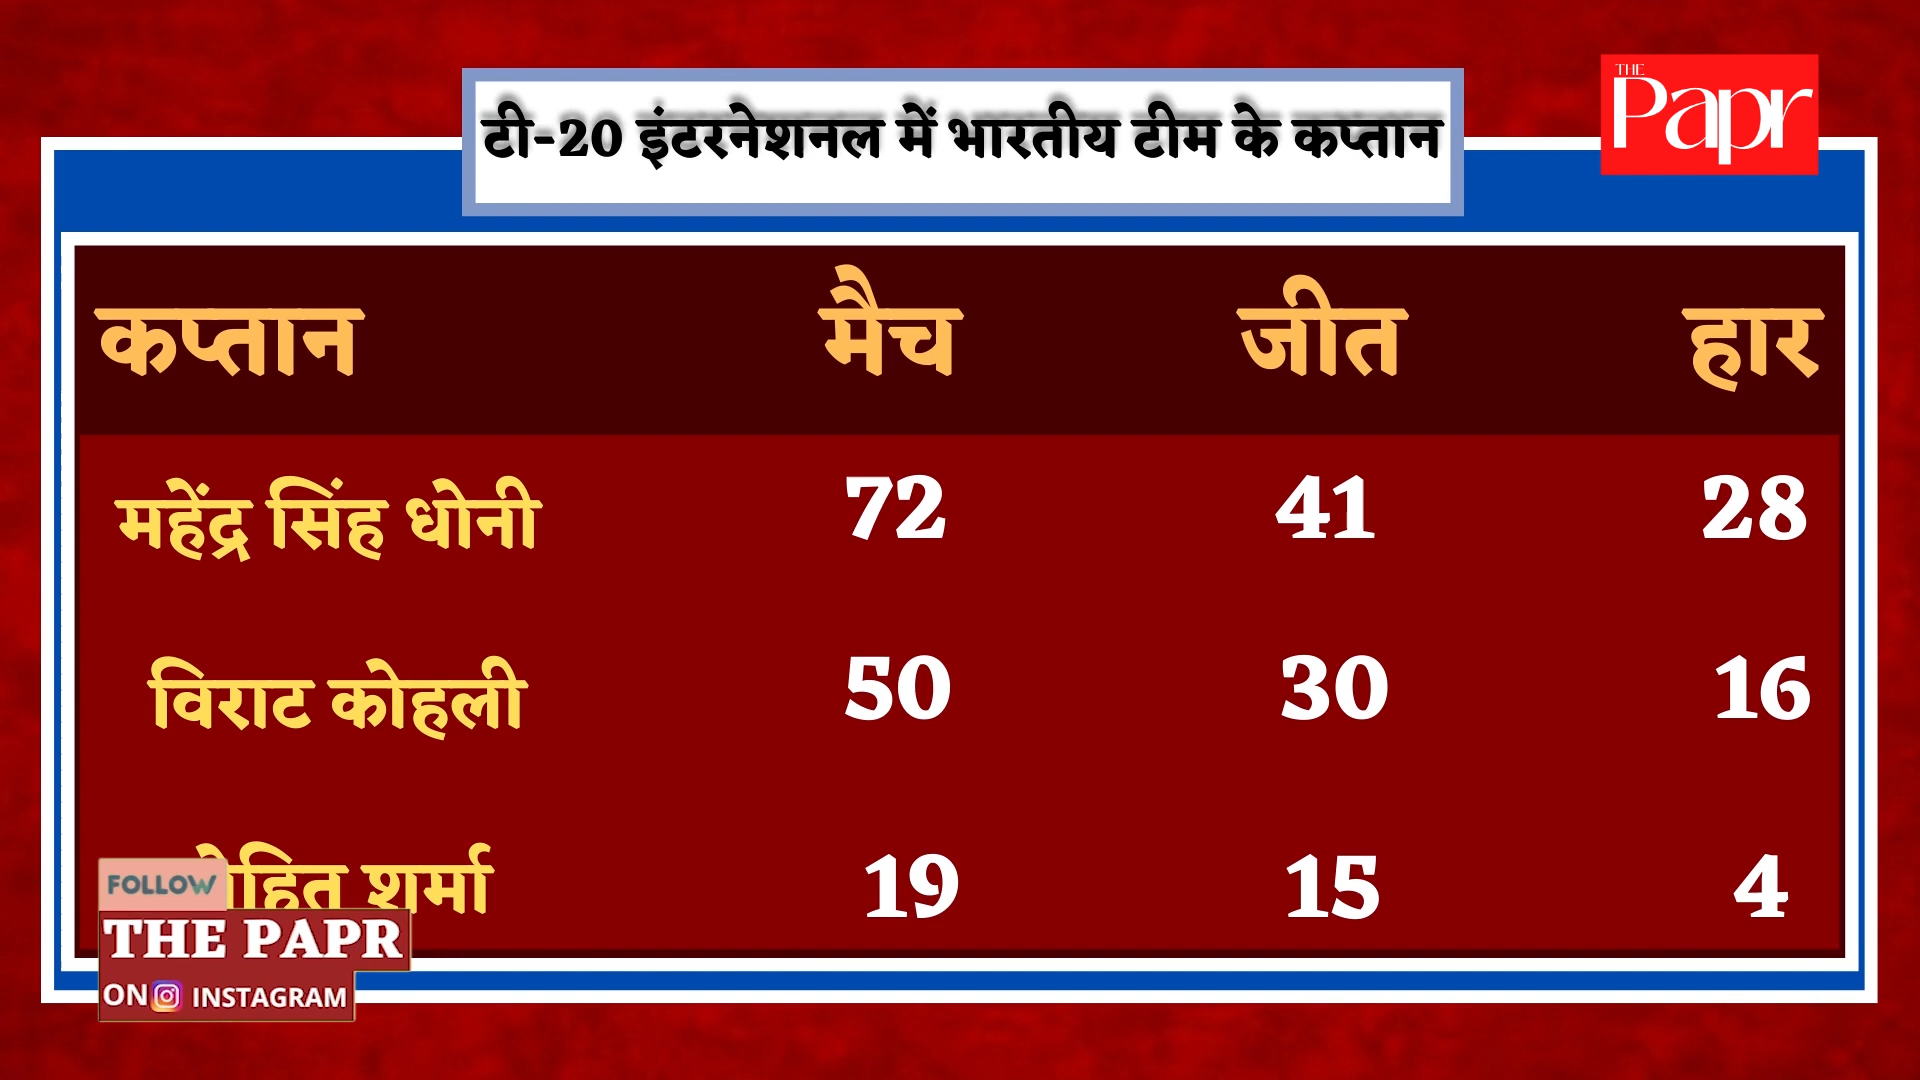 THE
Papr
टी-20 इंटरनेशनल में भारतीय टीम के कप्तान
कप्तान मैच जीत हार
महेंद्र सिंह धोनी 72 41 28
विराट कोहली 50 30 16
शर्मा 19 15 4
FOLLOW
THE PAPR
ON INSTAGRAM